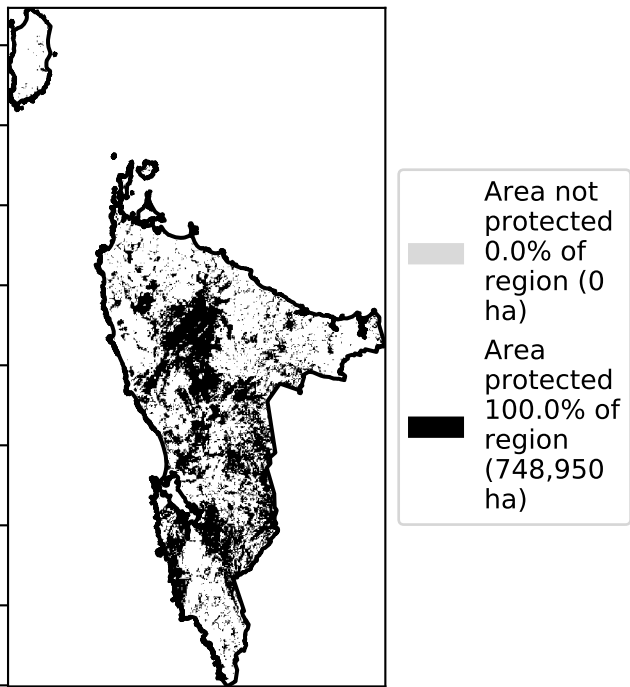 Area not
protected
0.0% of
region (0
ha)
Area
protected
100.0% of
region
(748,950
ha)